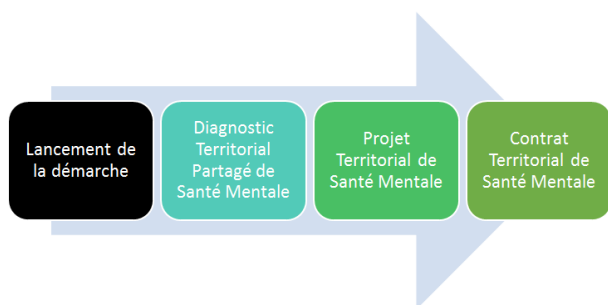 Lancement de
la démarche
Diagnostic
Territorial
Partagé de
Santé Mentale
Projet
Territorial de
Santé Mentale
Contrat
Territorial de
Santé Mentale